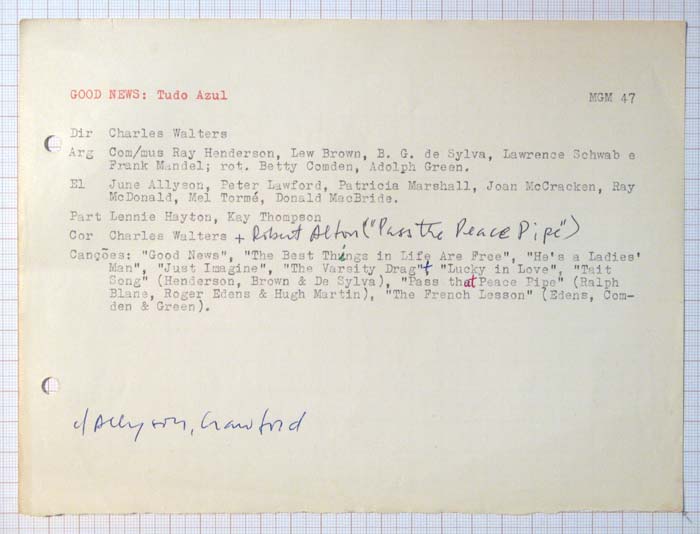 GOOD NEWS: Tudo Azul MGM 47
Dir Charles Walters
Arg Com/mus Ray Henderson, Lew Brown, B. G. de Sylva, Lawrence Schwab e
Frank Mandel; rot. Betty Comden, Adolph Green.
El June Allyson, Peter Lawford, Patricia Marshall, Joan McCracken, Ray
McDonald, Mel Tormé, Donald MacBride.
Part Lennie Hayton, Kay Thompson
Cor Charles Walters + Robert Alton ("Pass the Peace Pipe")
Canções: "Good News", "The Best Things in Life Are Free", "He's a Ladies'
Man", "Just Imagine", "The Varsity Drag", "Lucky in Love", "Tait
Song" (Henderson, Brown & De Sylva), "Pass that Peace Pipe" (Ralph
Blane, Roger Edens & Hugh Martin), "The French Lesson" (Edens, Com-
den & Green).
c/ Allyson, Crawford